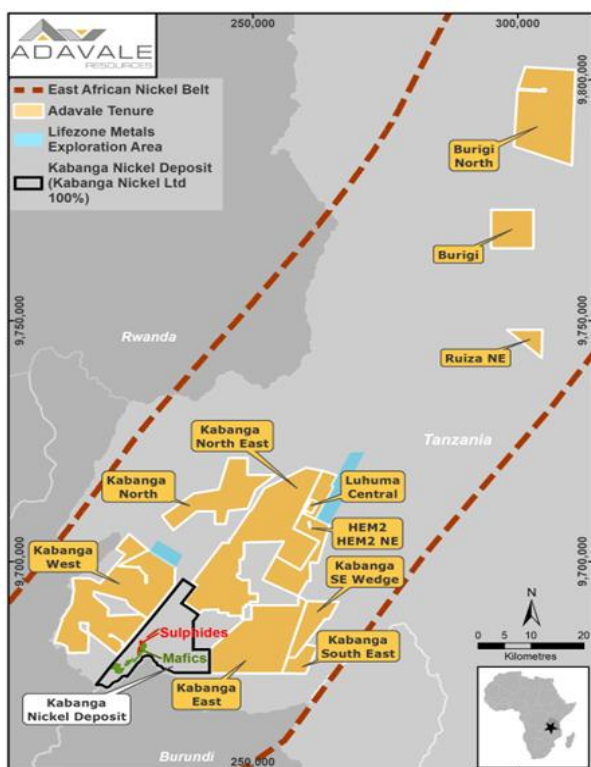 ADAVALE
RESOURCES
East African Nickel Belt
Adavale Tenure
Lifezone Metals
Exploration Area
Kabanga Nickel Deposit
(Kabanga Nickel Ltd
100%)
250,000
300,000
9,800,000
9,750,000
9,750,000
9,700,000
9,700,000
250,000
Burigi
North
Burigi
Ruiza NE
Rwanda
Tanzania
Kabanga
North East
Kabanga
North
Luhuma
Central
HEM2
HEM2 NE
Kabanga
West
Kabanga
SE Wedge
Sulphides
Mafics
Kabanga
South East
Kabanga
Nickel Deposit
Kabanga
East
Burundi
N
0 5 10 15 20
Kilometres